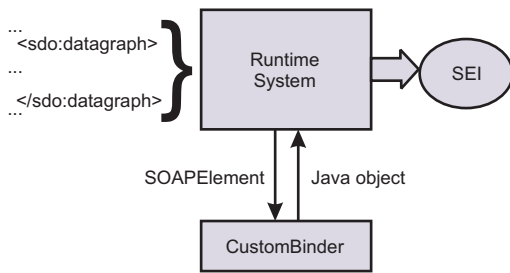 ...
<sdo:datagraph>
...
</sdo:datagraph>
...
Runtime
System
SEI
SOAPElement
Java object
CustomBinder